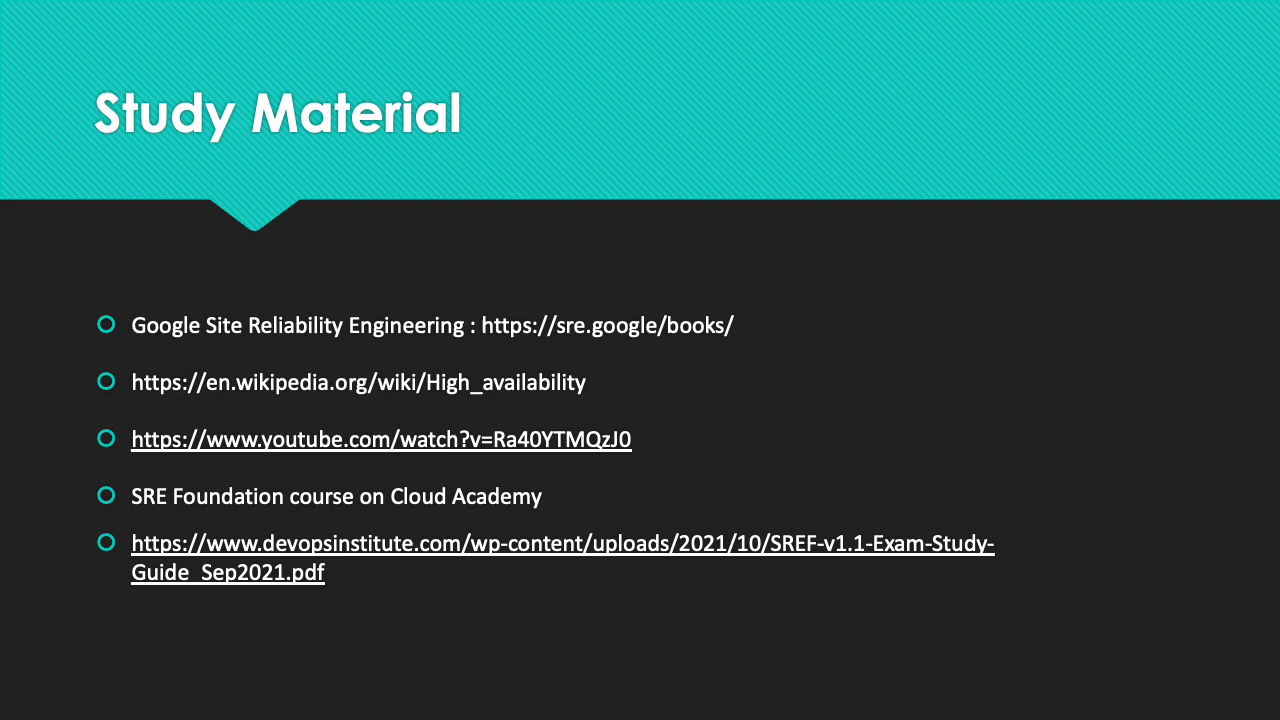 Study Material
Google Site Reliability Engineering : https://sre.google/books/
https://en.wikipedia.org/wiki/High_availability
https://www.youtube.com/watch?v=Ra40YTMQzJ0
SRE Foundation course on Cloud Academy
https://www.devopsinstitute.com/wp-content/uploads/2021/10/SREF-v1.1-Exam-Study-
Guide_Sep2021.pdf